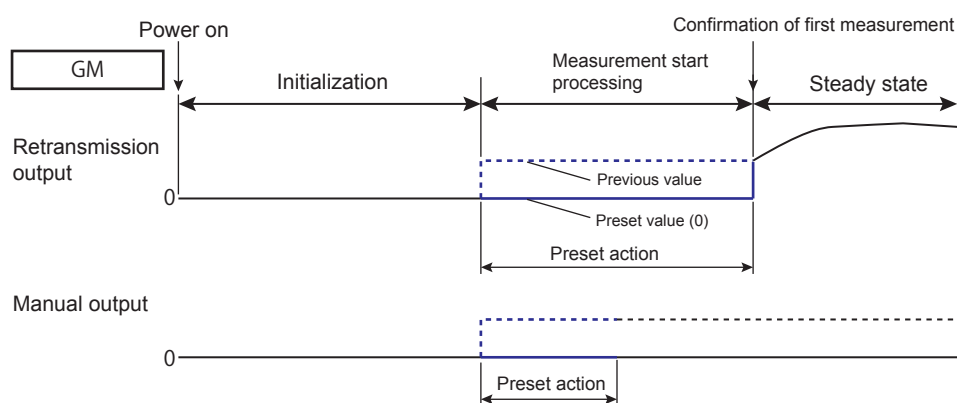 Power on
Confirmation of first measurement
GM
Initialization
Measurement start
processing
Steady state
Retransmission
output
Previous value
0
Preset value (0)
Preset action
Manual output
0
Preset action